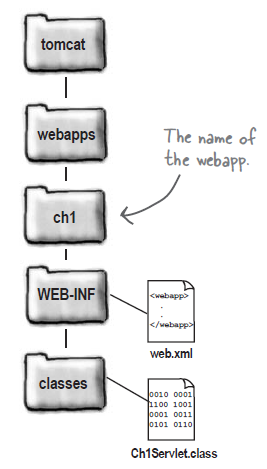 tomcat
webapps
The name of
the webapp.
ch1
WEB-INF
<webapp>
.
.
</webapp>
web.xml
classes
0010 0001
1100 1001
0001 0011
0101 0110
Ch1Servlet.class